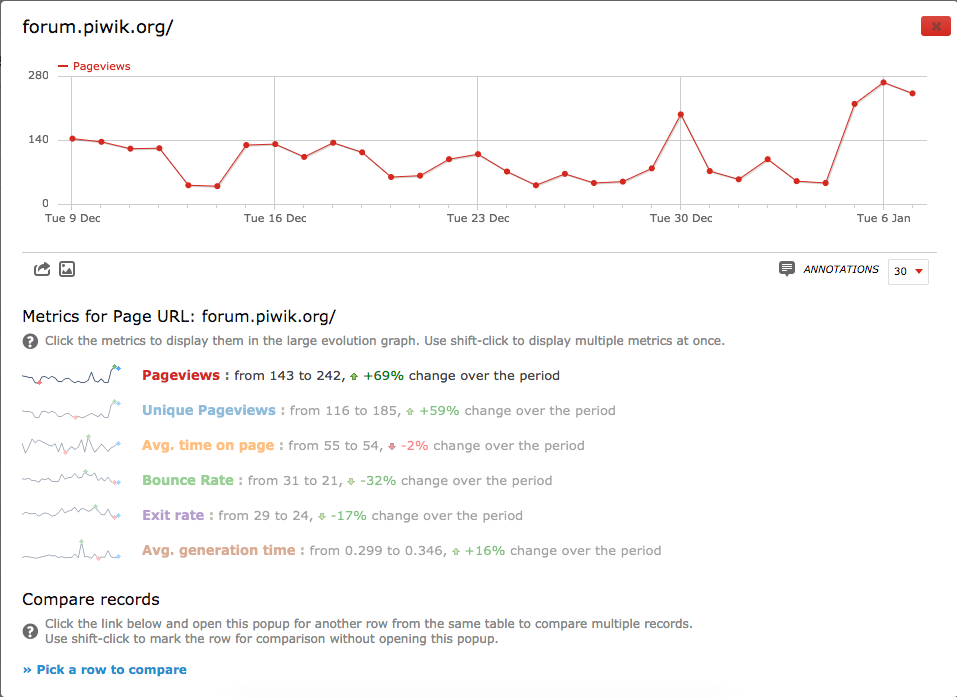 forum.piwik.org/
Pageviews
280
140
0
Tue 9 Dec Tue 16 Dec Tue 23 Dec Tue 30 Dec Tue 6 Jan
ANNOTATIONS 30
Metrics for Page URL: forum.piwik.org/
Click the metrics to display them in the large evolution graph. Use shift-click to display multiple metrics at once.
Pageviews : from 143 to 242, +69% change over the period
Unique Pageviews : from 116 to 185, +59% change over the period
Avg. time on page : from 55 to 54, -2% change over the period
Bounce Rate : from 31 to 21, -32% change over the period
Exit rate : from 29 to 24, -17% change over the period
Avg. generation time : from 0.299 to 0.346, +16% change over the period
Compare records
Click the link below and open this popup for another row from the same table to compare multiple records.
Use shift-click to mark the row for comparison without opening this popup.
» Pick a row to compare